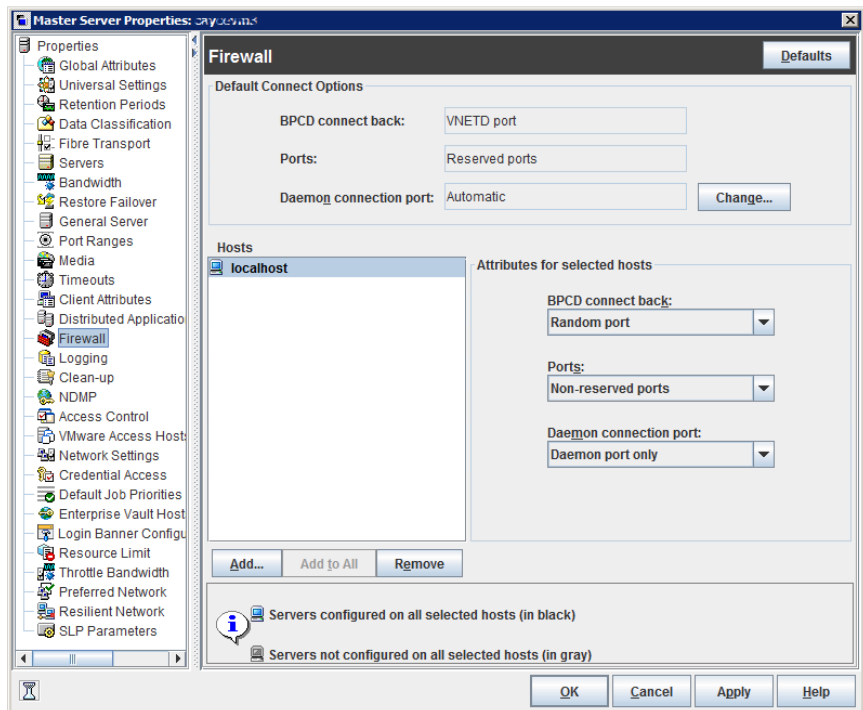 Master Server Properties:
Properties
Global Attributes
Universal Settings
Retention Periods
Data Classification
Fibre Transport
Servers
Bandwidth
Restore Failover
General Server
Port Ranges
Media
Timeouts
Client Attributes
Distributed Applicatio
Firewall
Logging
Clean-up
NDMP
Access Control
VMware Access Hosts
Network Settings
Credential Access
Default Job Priorities
Enterprise Vault Host
Login Banner Configu
Resource Limit
Throttle Bandwidth
Preferred Network
Resilient Network
SLP Parameters
Firewall
Defaults
Default Connect Options
BPCD connect back: VNETD port
Ports: Reserved ports
Daemon connection port: Automatic
Change...
Hosts
localhost
Attributes for selected hosts
BPCD connect back:
Random port
Ports:
Non-reserved ports
Daemon connection port:
Daemon port only
Add... Add to All Remove
Servers configured on all selected hosts (in black)
Servers not configured on all selected hosts (in gray)
OK Cancel Apply Help